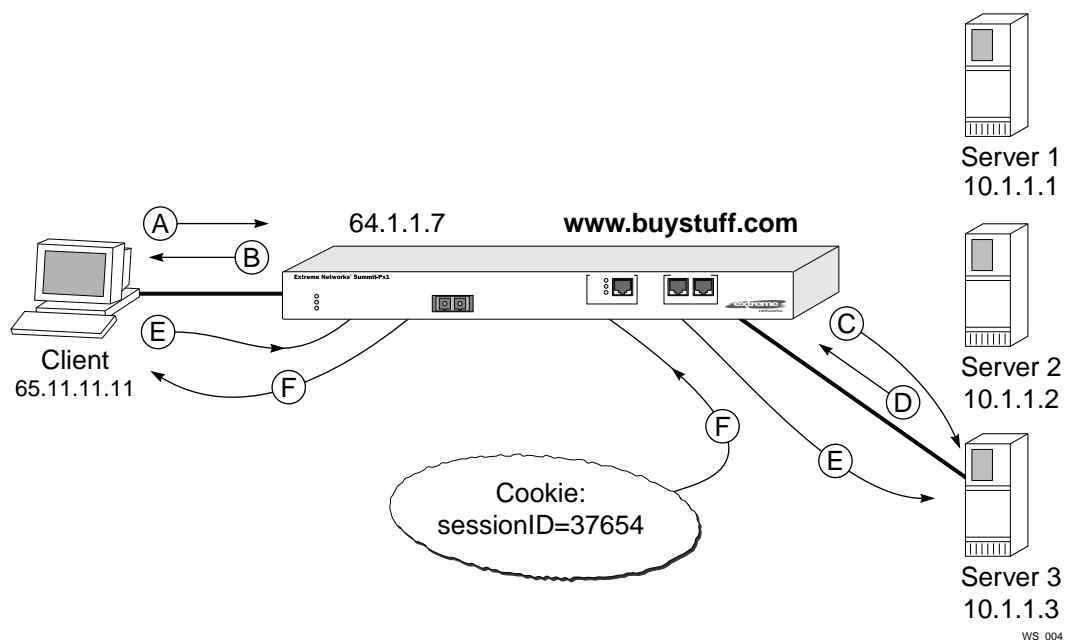 Server 1
10.1.1.1
A
64.1.1.7
www.buystuff.com
B
Extreme Networks' Summit-Px1
extreme
networks
C
E
Client
65.11.11.11
F
D
Server 2
10.1.1.2
F
E
Cookie:
sessionID=37654
Server 3
10.1.1.3
WS_004